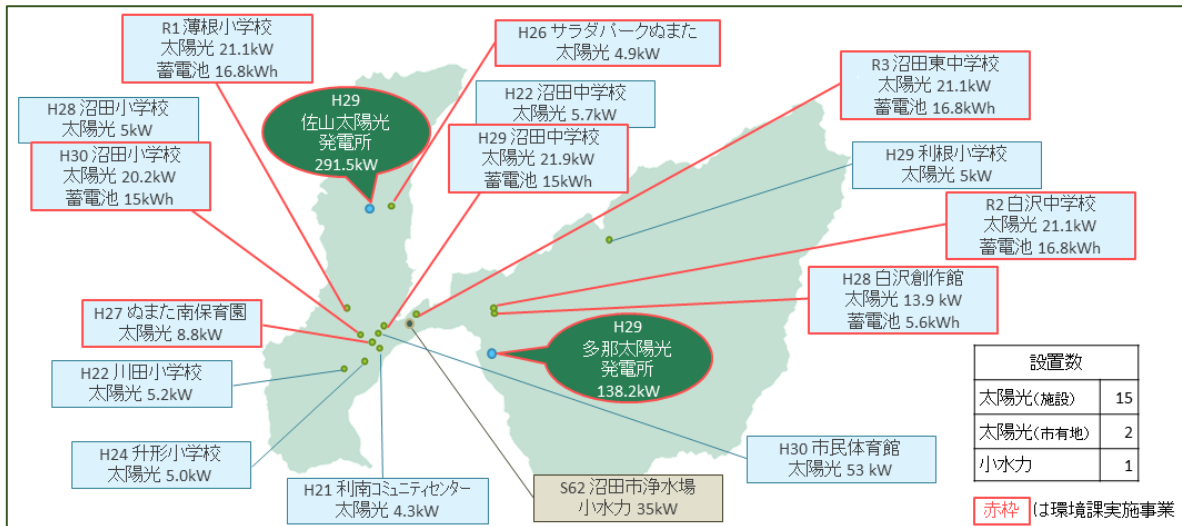 R1 薄根小学校
太陽光 21.1kW
蓄電池 16.8kWh
H26 サラダパークぬまた
太陽光 4.9kW
R3 沼田東中学校
太陽光 21.1kW
蓄電池 16.8kWh
H28 沼田小学校
太陽光 5kW
H29
佐山太陽光
発電所
291.5kW
H22 沼田中学校
太陽光 5.7kW
H29 沼田中学校
太陽光 21.9kW
蓄電池 15kWh
H30 沼田小学校
太陽光 20.2kW
蓄電池 15kWh
H29 利根小学校
太陽光 5kW
R2 白沢中学校
太陽光 21.1kW
蓄電池 16.8kWh
H28 白沢創作館
太陽光 13.9 kW
蓄電池 5.6kWh
H27 ぬまた南保育園
太陽光 8.8kW
H29
多那太陽光
発電所
138.2kW
H22 川田小学校
太陽光 5.2kW
H24 升形小学校
太陽光 5.0kW
H21 利南コミュニティセンター
太陽光 4.3kW
S62 沼田市浄水場
小水力 35kW
H30 市民体育館
太陽光 53 kW
設置数
太陽光(施設) 15
太陽光(市有地) 2
小水力 1
赤枠 は環境課実施事業